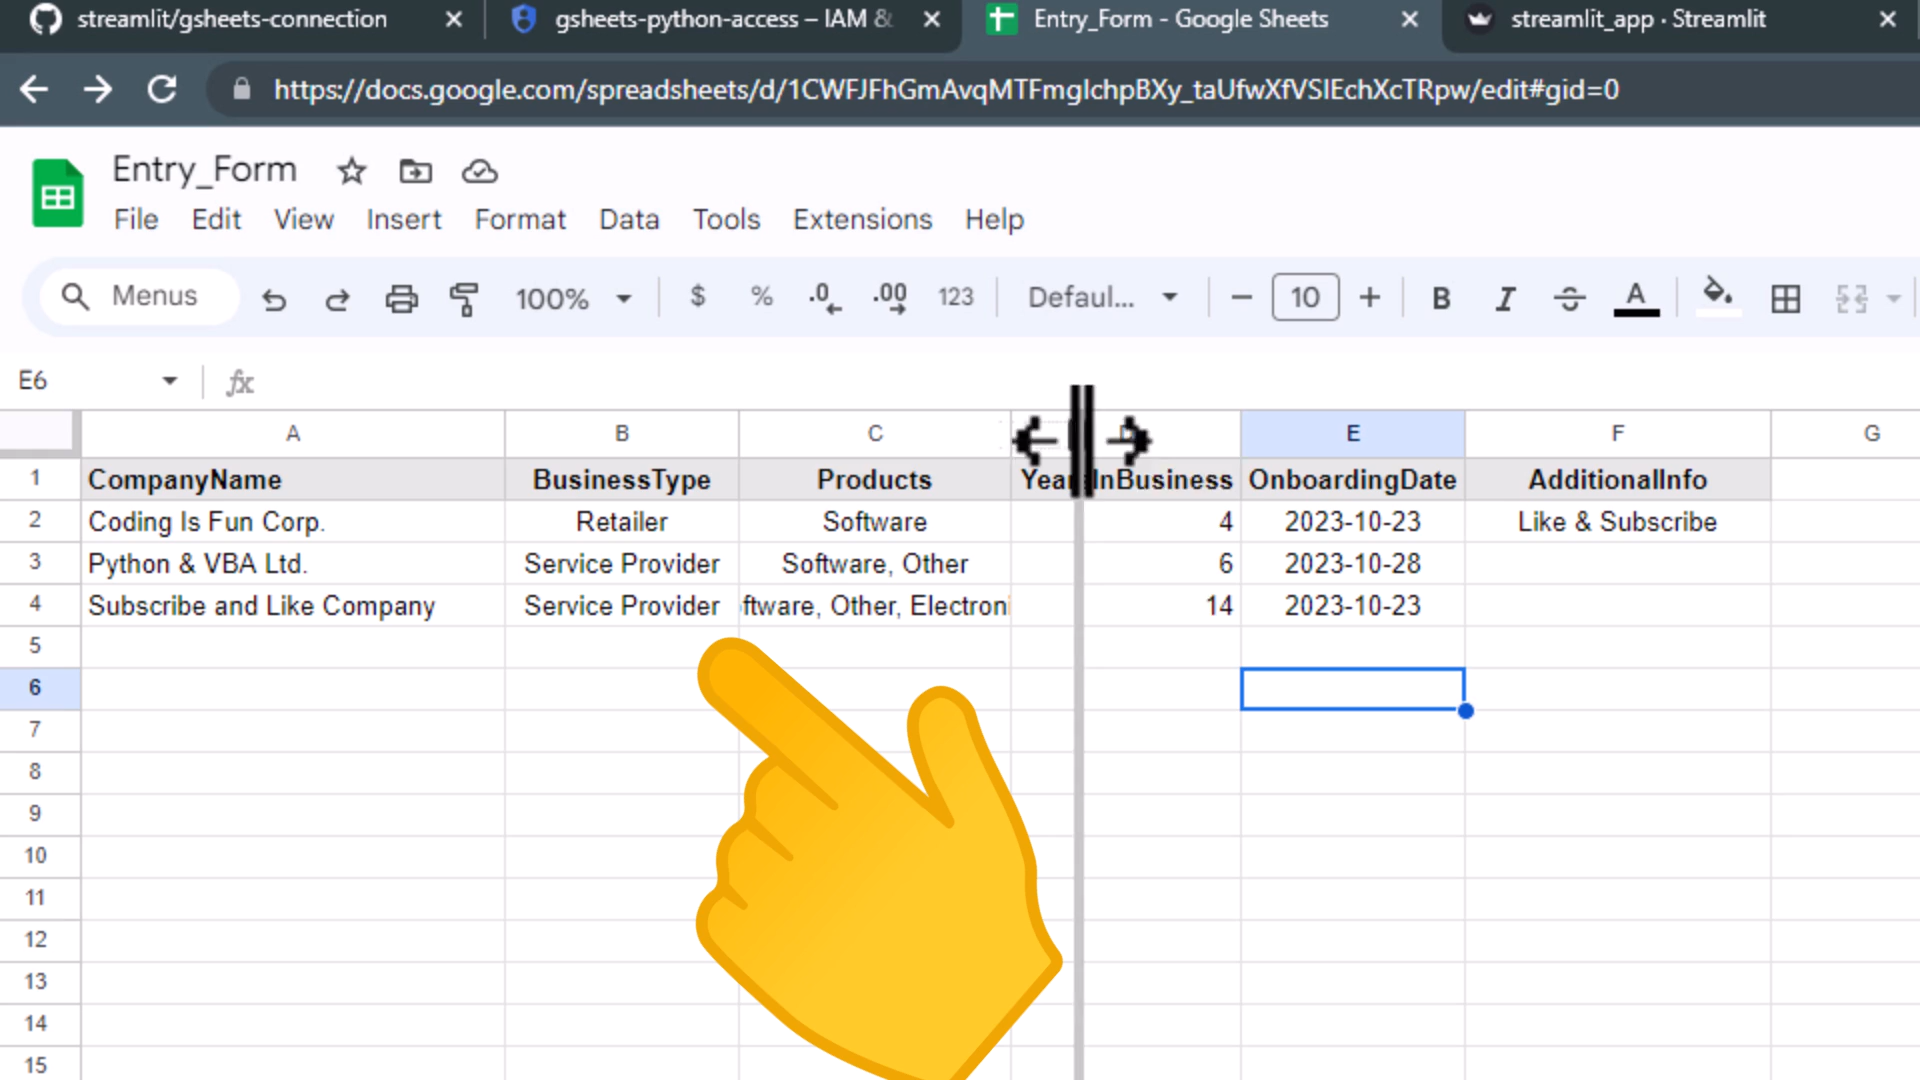 streamlit/gsheets-connection gsheets-python-access – IAM & Entry_Form - Google Sheets streamlit_app · Streamlit
https://docs.google.com/spreadsheets/d/1CWFJFhGmAvqMTFmglchpBXy_taUfwXfVSlEchXcTRpw/edit#gid=0
Entry_Form
File Edit View Insert Format Data Tools Extensions Help
Menus 100% $ % .0 .00 123 Defaul... 10 B I A
E6 fx
A B C E F G
1 CompanyName BusinessType Products InBusiness OnboardingDate AdditionalInfo
2 Coding Is Fun Corp. Retailer Software 4 2023-10-23 Like & Subscribe
3 Python & VBA Ltd. Service Provider Software, Other 6 2023-10-28
4 Subscribe and Like Company Service Provider ftware, Other, Electroni 14 2023-10-23
5
6
7
8
9
10
11
12
13
14
15